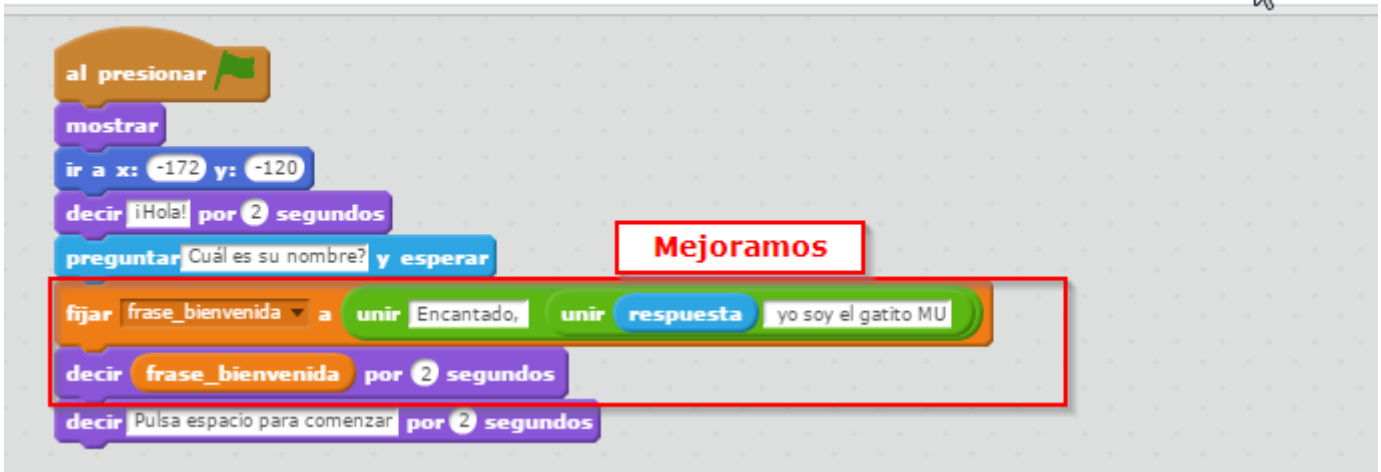 al presionar
mostrar
ir a x: -172 y: -120
decir ¡Hola! por 2 segundos
preguntar Cuál es su nombre? y esperar
Mejoramos
fijar frase_bienvenida a unir Encantado, unir respuesta yo soy el gatito MU
decir frase_bienvenida por 2 segundos
decir Pulsa espacio para comenzar por 2 segundos